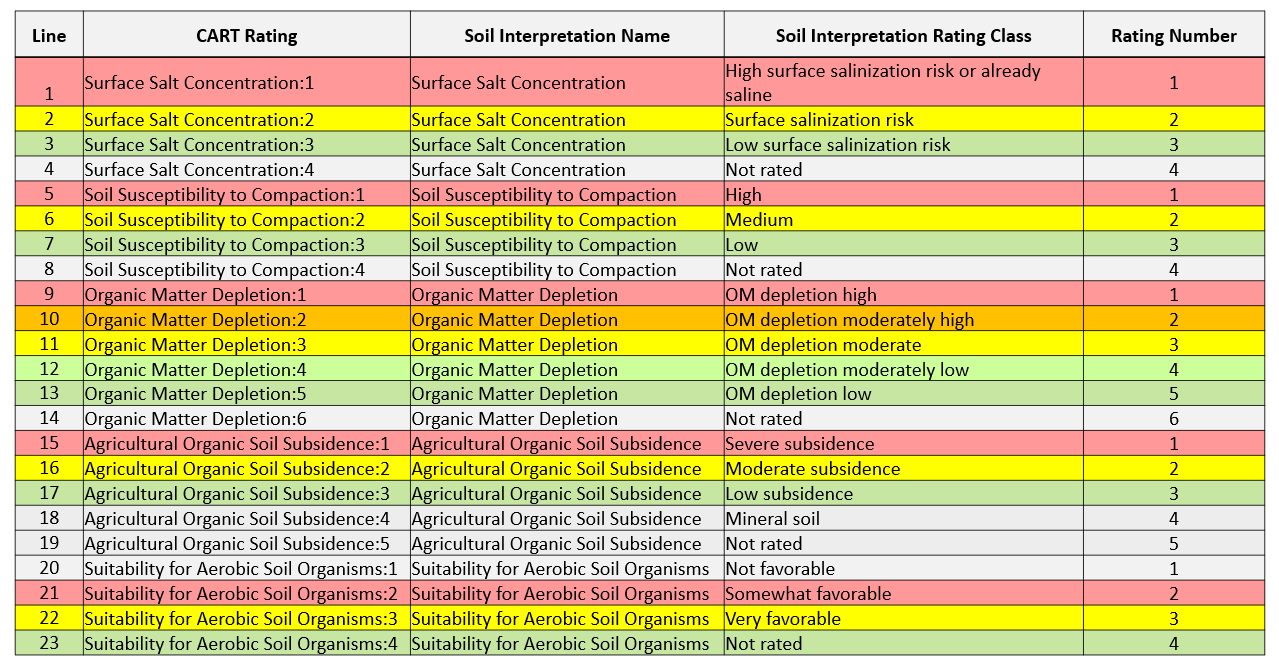 Line CART Rating Soil Interpretation Name Soil Interpretation Rating Class Rating Number
1 Surface Salt Concentration:1 Surface Salt Concentration High surface salinization risk or already
saline 1
2 Surface Salt Concentration:2 Surface Salt Concentration Surface salinization risk 2
3 Surface Salt Concentration:3 Surface Salt Concentration Low surface salinization risk 3
4 Surface Salt Concentration:4 Surface Salt Concentration Not rated 4
5 Soil Susceptibility to Compaction:1 Soil Susceptibility to Compaction High 1
6 Soil Susceptibility to Compaction:2 Soil Susceptibility to Compaction Medium 2
7 Soil Susceptibility to Compaction:3 Soil Susceptibility to Compaction Low 3
8 Soil Susceptibility to Compaction:4 Soil Susceptibility to Compaction Not rated 4
9 Organic Matter Depletion:1 Organic Matter Depletion OM depletion high 1
10 Organic Matter Depletion:2 Organic Matter Depletion OM depletion moderately high 2
11 Organic Matter Depletion:3 Organic Matter Depletion OM depletion moderate 3
12 Organic Matter Depletion:4 Organic Matter Depletion OM depletion moderately low 4
13 Organic Matter Depletion:5 Organic Matter Depletion OM depletion low 5
14 Organic Matter Depletion:6 Organic Matter Depletion Not rated 6
15 Agricultural Organic Soil Subsidence:1 Agricultural Organic Soil Subsidence Severe subsidence 1
16 Agricultural Organic Soil Subsidence:2 Agricultural Organic Soil Subsidence Moderate subsidence 2
17 Agricultural Organic Soil Subsidence:3 Agricultural Organic Soil Subsidence Low subsidence 3
18 Agricultural Organic Soil Subsidence:4 Agricultural Organic Soil Subsidence Mineral soil 4
19 Agricultural Organic Soil Subsidence:5 Agricultural Organic Soil Subsidence Not rated 5
20 Suitability for Aerobic Soil Organisms:1 Suitability for Aerobic Soil Organisms Not favorable 1
21 Suitability for Aerobic Soil Organisms:2 Suitability for Aerobic Soil Organisms Somewhat favorable 2
22 Suitability for Aerobic Soil Organisms:3 Suitability for Aerobic Soil Organisms Very favorable 3
23 Suitability for Aerobic Soil Organisms:4 Suitability for Aerobic Soil Organisms Not rated 4